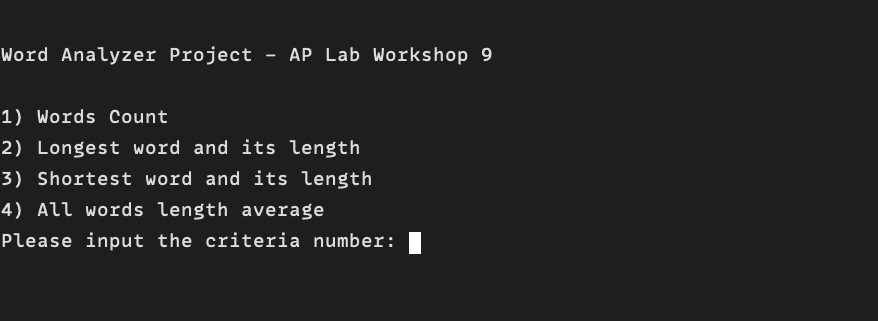 Word Analyzer Project - AP Lab Workshop 9
1) Words Count
2) Longest word and its length
3) Shortest word and its length
4) All words length average
Please input the criteria number: